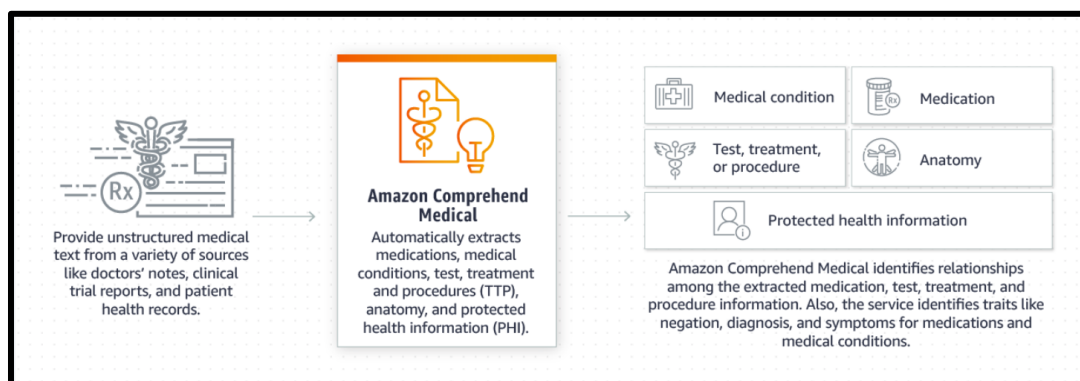 Rx
Provide unstructured medical
text from a variety of sources
like doctors' notes, clinical
trial reports, and patient
health records.
Amazon Comprehend
Medical
Automatically extracts
medications, medical
conditions, test, treatment
and procedures (TTP),
anatomy, and protected
health information (PHI).
Medical condition
Rx
Medication
Test, treatment,
or procedure
Anatomy
i
Protected health information
Amazon Comprehend Medical identifies relationships
among the extracted medication, test, treatment, and
procedure information. Also, the service identifies traits like
negation, diagnosis, and symptoms for medications and
medical conditions.